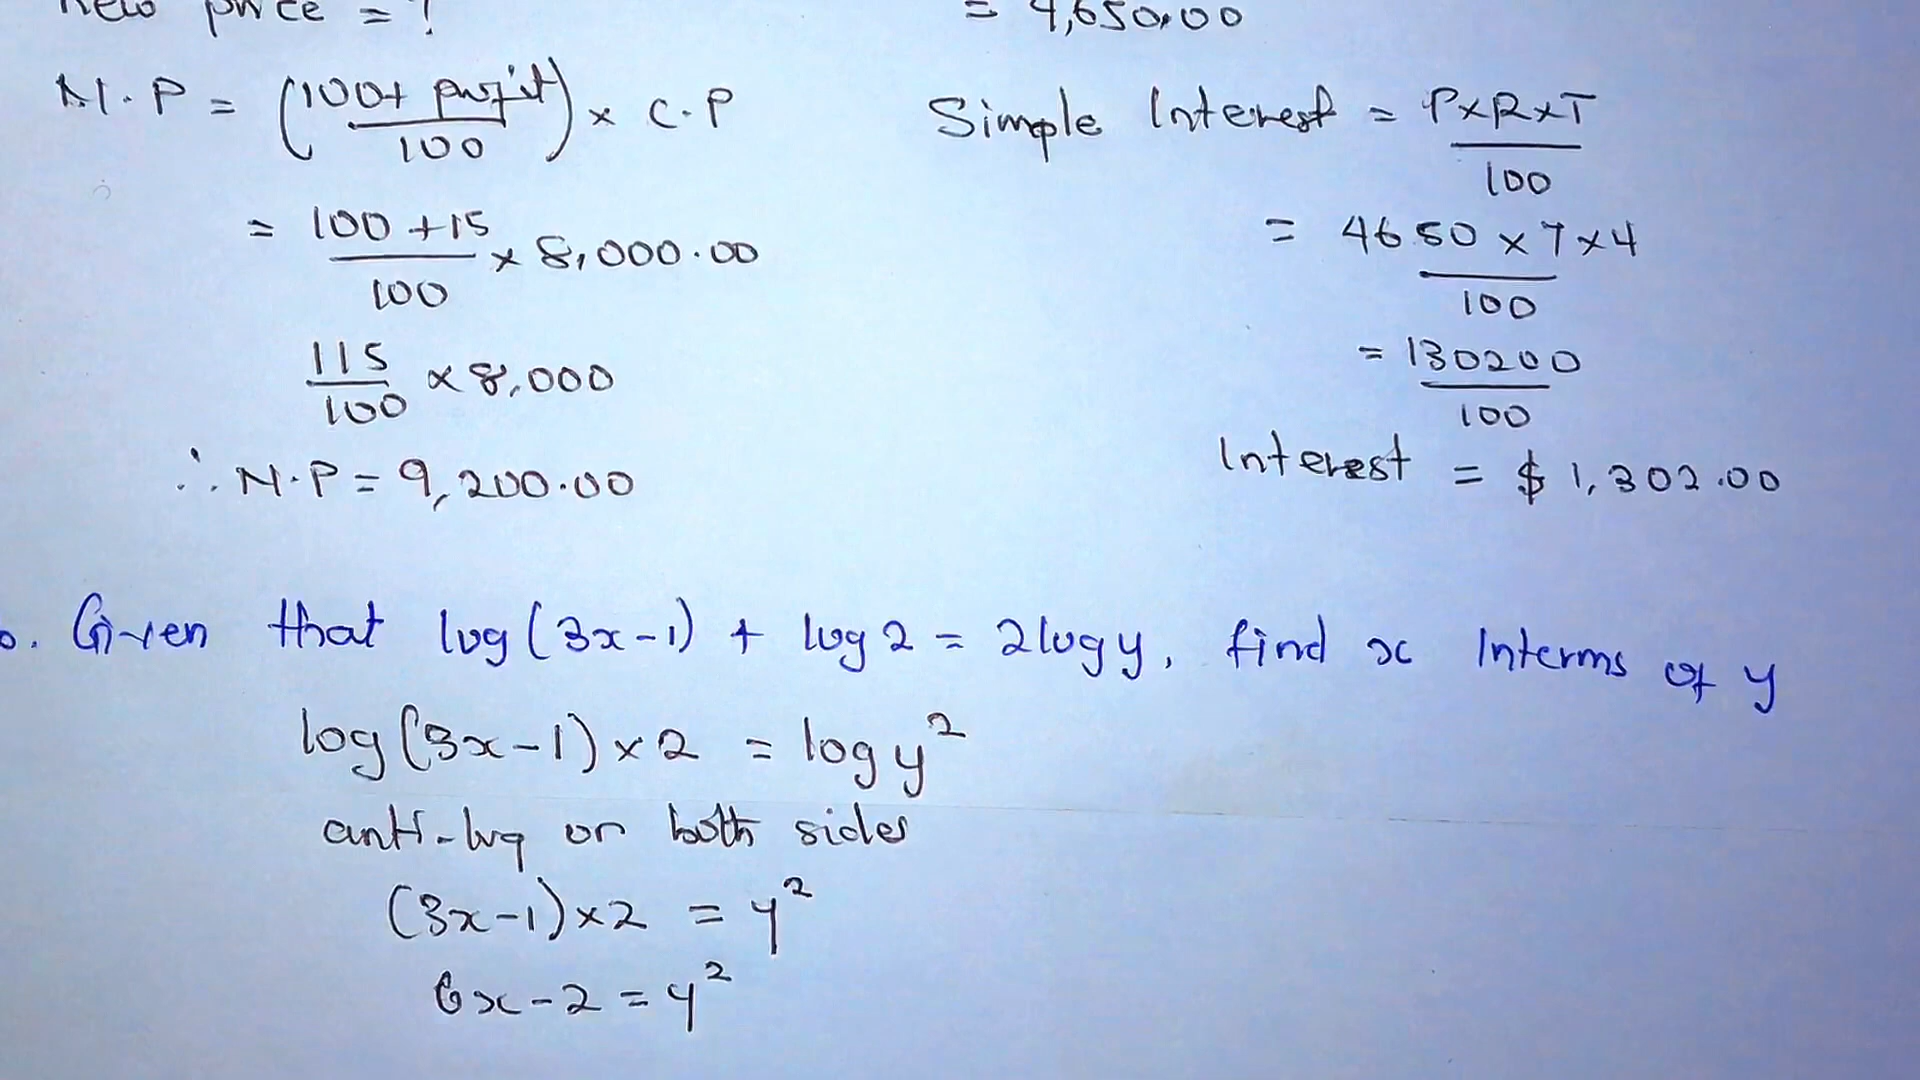 New price = ?
N.P = (100+ profit / 100) × C.P
= 100 + 15 / 100 × 8,000.00
115 / 100 × 8,000
∴ N.P = 9,200.00
= 4,650.00
Simple Interest = P×R×T / 100
= 4650 × 7 × 4 / 100
= 130200 / 100
Interest = $ 1,302.00
b. Given that log(3x-1) + log 2 = 2logy, find x Interms of y
log(3x-1) × 2 = log y²
anti-log on both sides
(3x-1)×2 = y²
6x-2 = y²